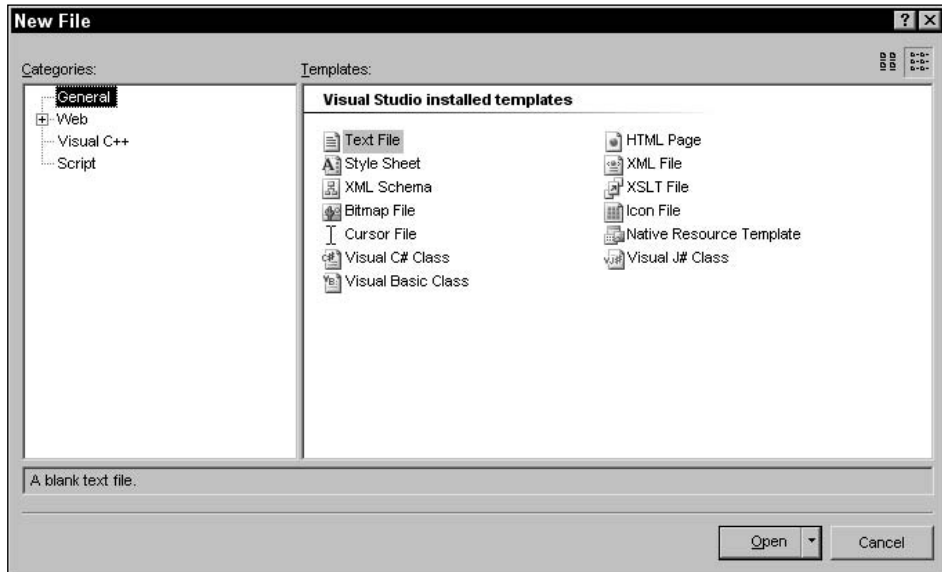 New File
Categories:
Templates:
General
Web
Visual C++
Script
Visual Studio installed templates
Text File
HTML Page
Style Sheet
XML File
XML Schema
XSLT File
Bitmap File
Icon File
Cursor File
Native Resource Template
Visual C# Class
Visual J# Class
Visual Basic Class
A blank text file.
Open
Cancel